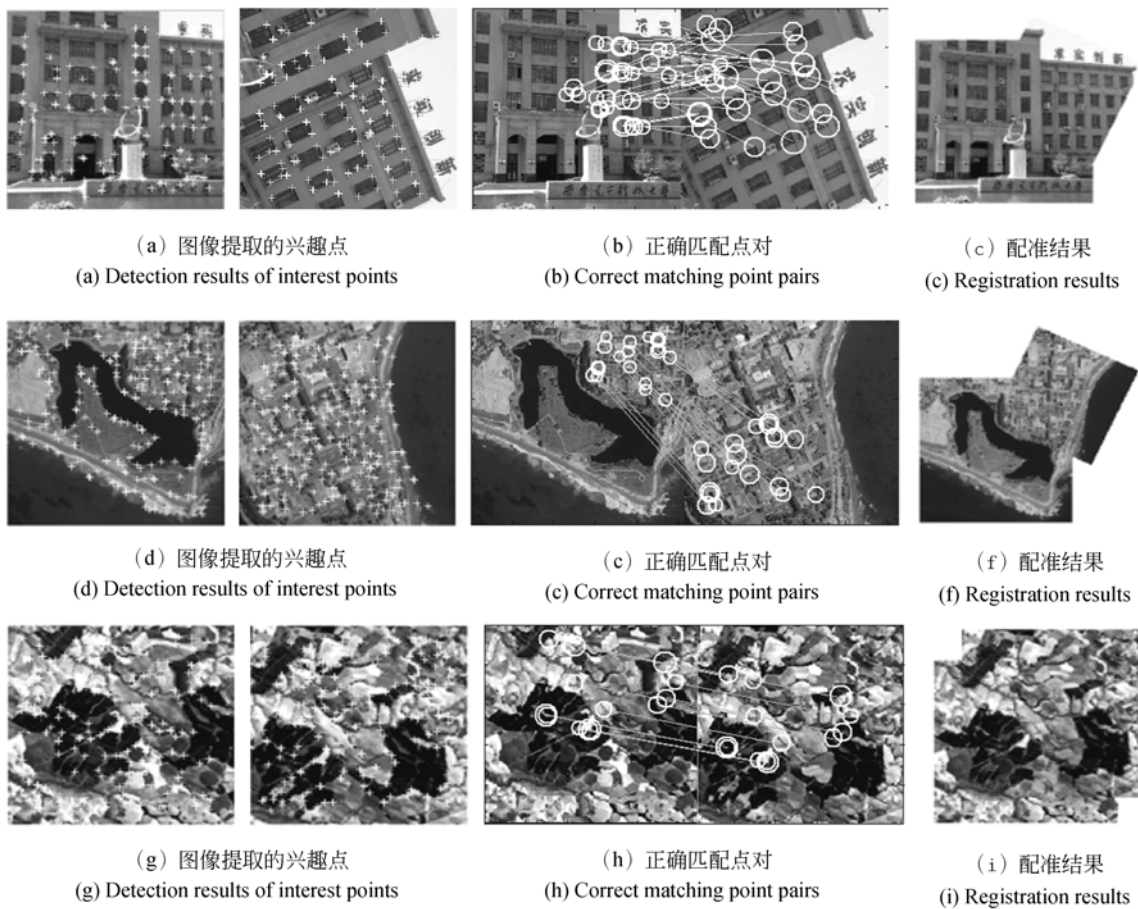 术实创新
(a) 图像提取的兴趣点
(b) 正确匹配点对
(c) 配准结果
(a) Detection results of interest points
(b) Correct matching point pairs
(c) Registration results
(d) 图像提取的兴趣点
(c) 正确匹配点对
(f) 配准结果
(d) Detection results of interest points
(c) Correct matching point pairs
(f) Registration results
(g) 图像提取的兴趣点
(h) 正确匹配点对
(i) 配准结果
(g) Detection results of interest points
(h) Correct matching point pairs
(i) Registration results